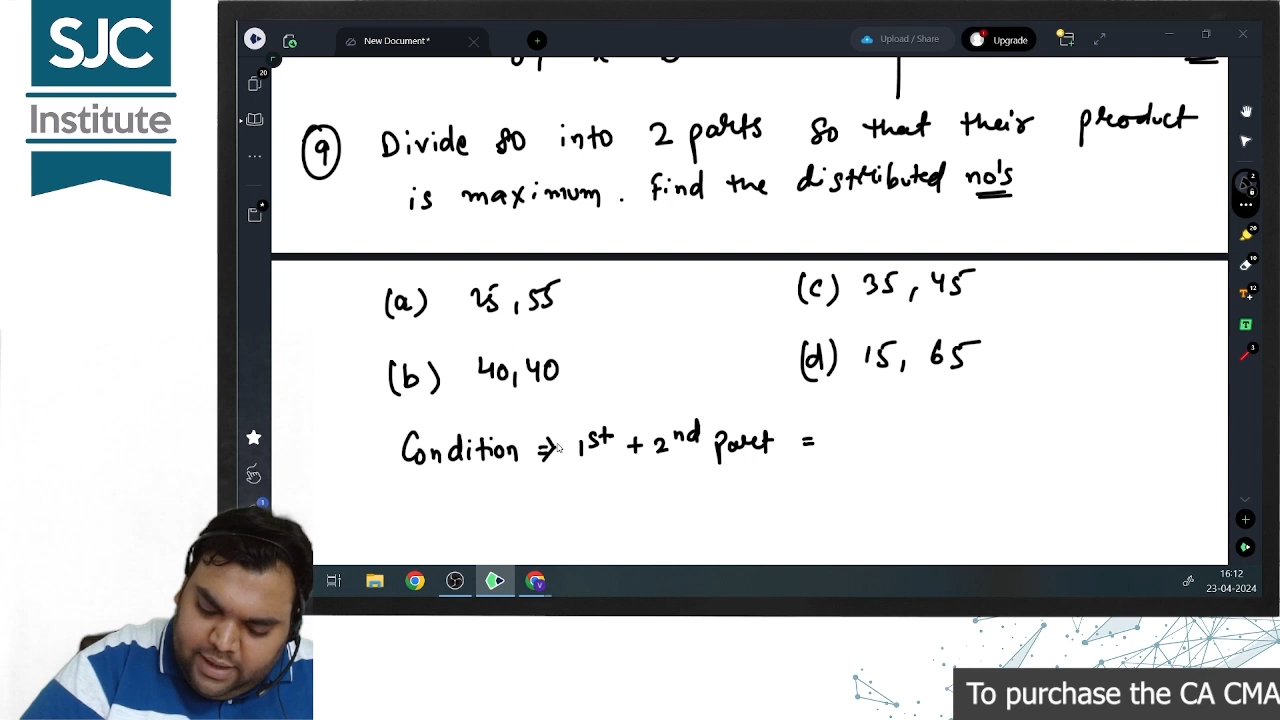 SJC
Institute
New Document*
Upload / Share
Upgrade
20
(9) Divide 80 into 2 parts so that their product
is maximum. Find the distributed no's
(a) 25, 55
(c) 35, 45
(b) 40, 40
(d) 15, 65
Condition ⇒ 1st + 2nd part =
16:12
23-04-2024
To purchase the CA CMA